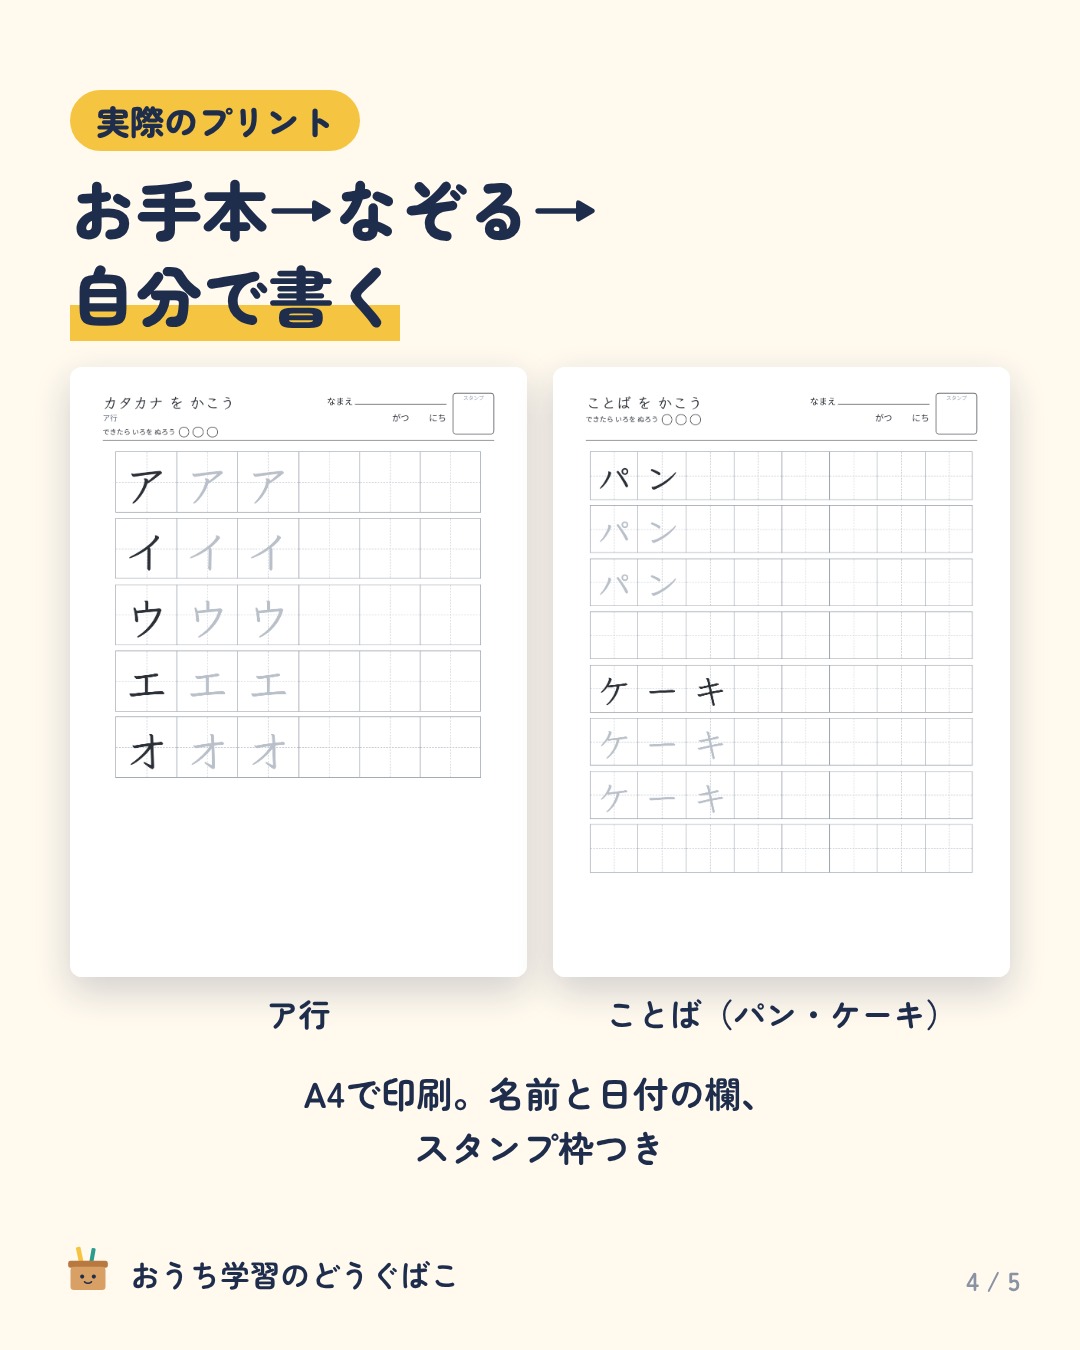 実際のプリント
お手本→なぞる→
自分で書く
カタカナ を かこう
ア行
できたら いろを ぬろう
なまえ
がつ にち
スタンプ
ア ア ア
イ イ イ
ウ ウ ウ
エ エ エ
オ オ オ
ことば を かこう
できたら いろを ぬろう
なまえ
がつ にち
スタンプ
パ ン
パ ン
パ ン
ケ ー キ
ケ ー キ
ケ ー キ
ア行
ことば（パン・ケーキ）
A4で印刷。名前と日付の欄、
スタンプ枠つき
おうち学習のどうぐばこ
4 / 5